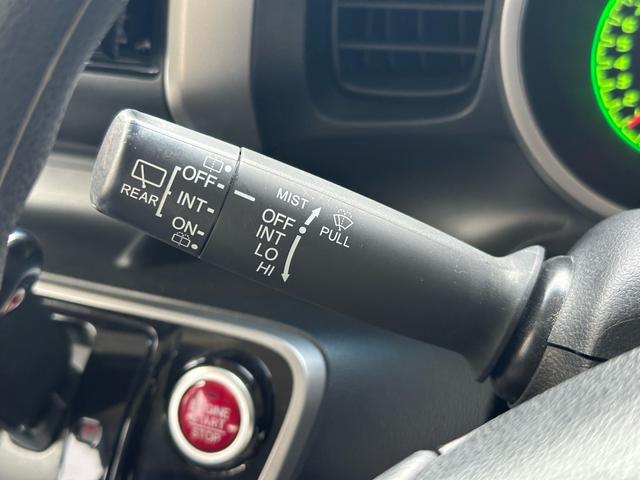 REAR
OFF
INT
ON
MIST
OFF
INT
LO
HI
PULL
ENGINE
START
STOP